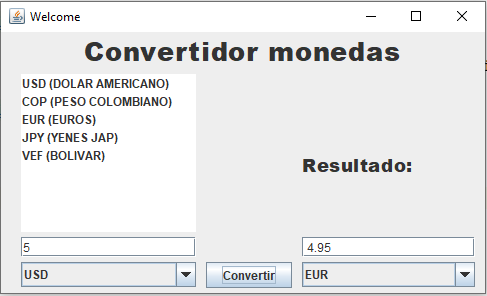 Welcome
Convertidor monedas
USD (DOLAR AMERICANO)
COP (PESO COLOMBIANO)
EUR (EUROS)
JPY (YENES JAP)
VEF (BOLIVAR)
Resultado:
5
4.95
USD
Convertir
EUR